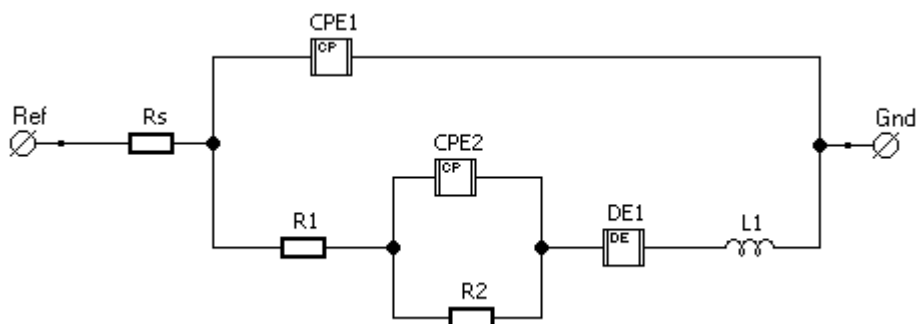 CPE1
CP
Ref
Rs
Gnd
CPE2
CP
R1
DE1
DE
L1
R2